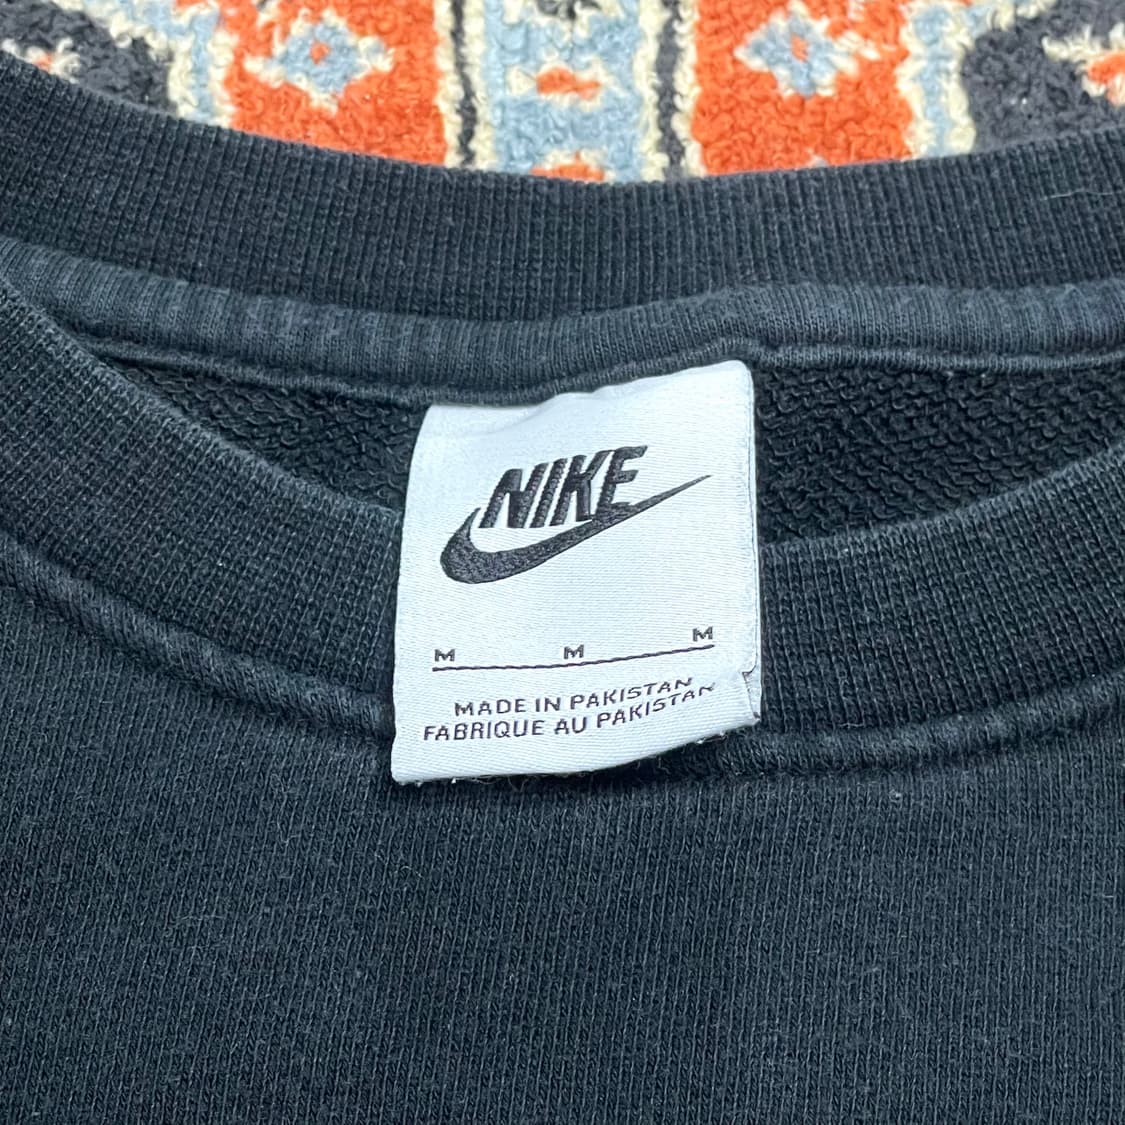 NIKE
M M M
MADE IN PAKISTAN
FABRIQUE AU PAKISTAN